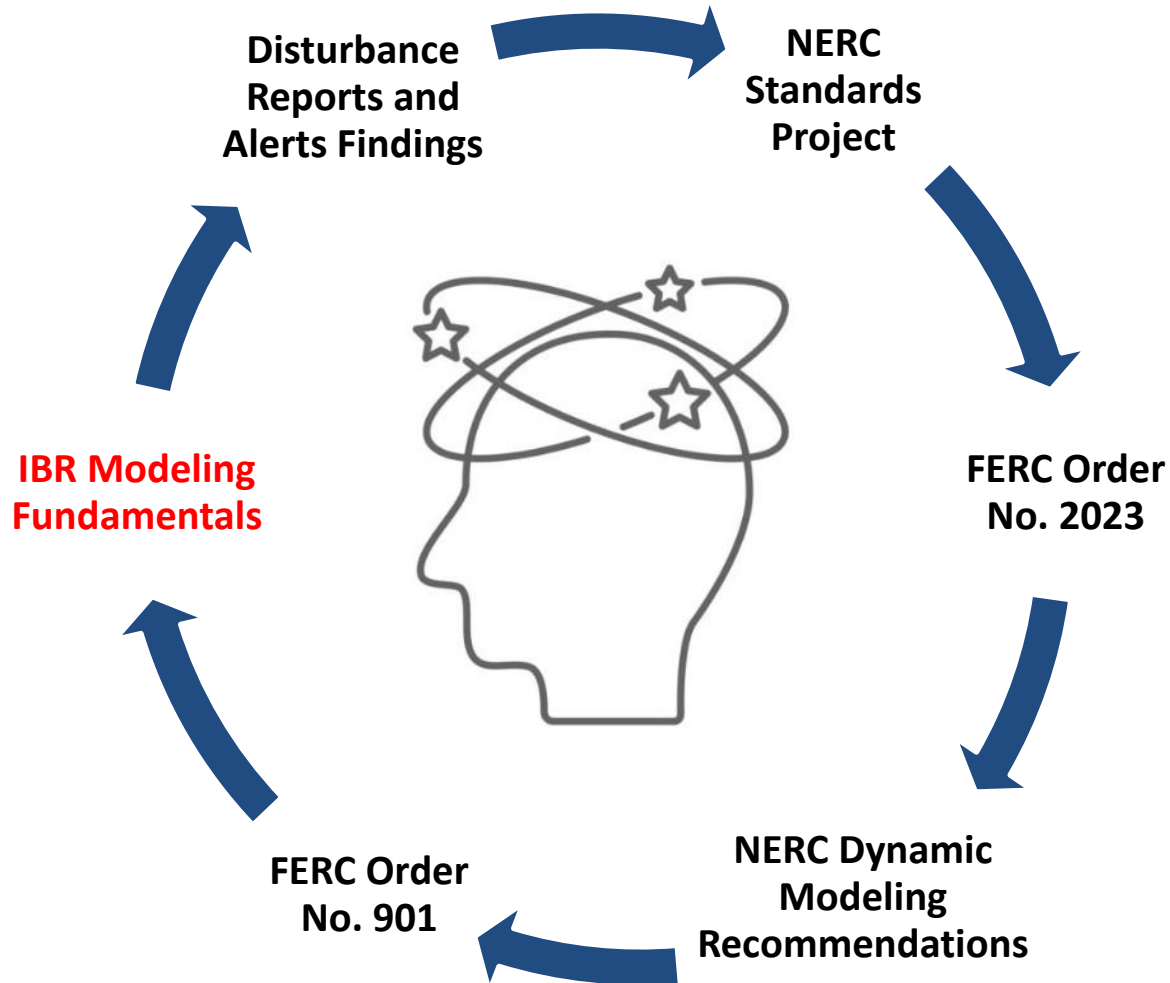 Disturbance
Reports and
Alerts Findings
NERC
Standards
Project
FERC Order
No. 2023
NERC Dynamic
Modeling
Recommendations
FERC Order
No. 901
IBR Modeling
Fundamentals